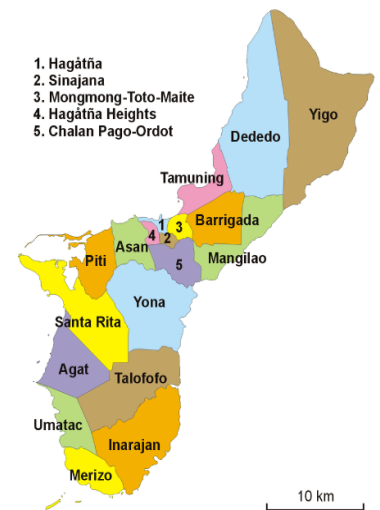 1. Hagåtña
2. Sinajana
3. Mongmong-Toto-Maite
4. Hagåtña Heights
5. Chalan Pago-Ordot
Yigo
Dededo
Tamuning
Barrigada
1
3
4
2
Asan
Mangilao
Piti
5
Yona
Santa Rita
Agat
Talofofo
Umatac
Inarajan
Merizo
10 km